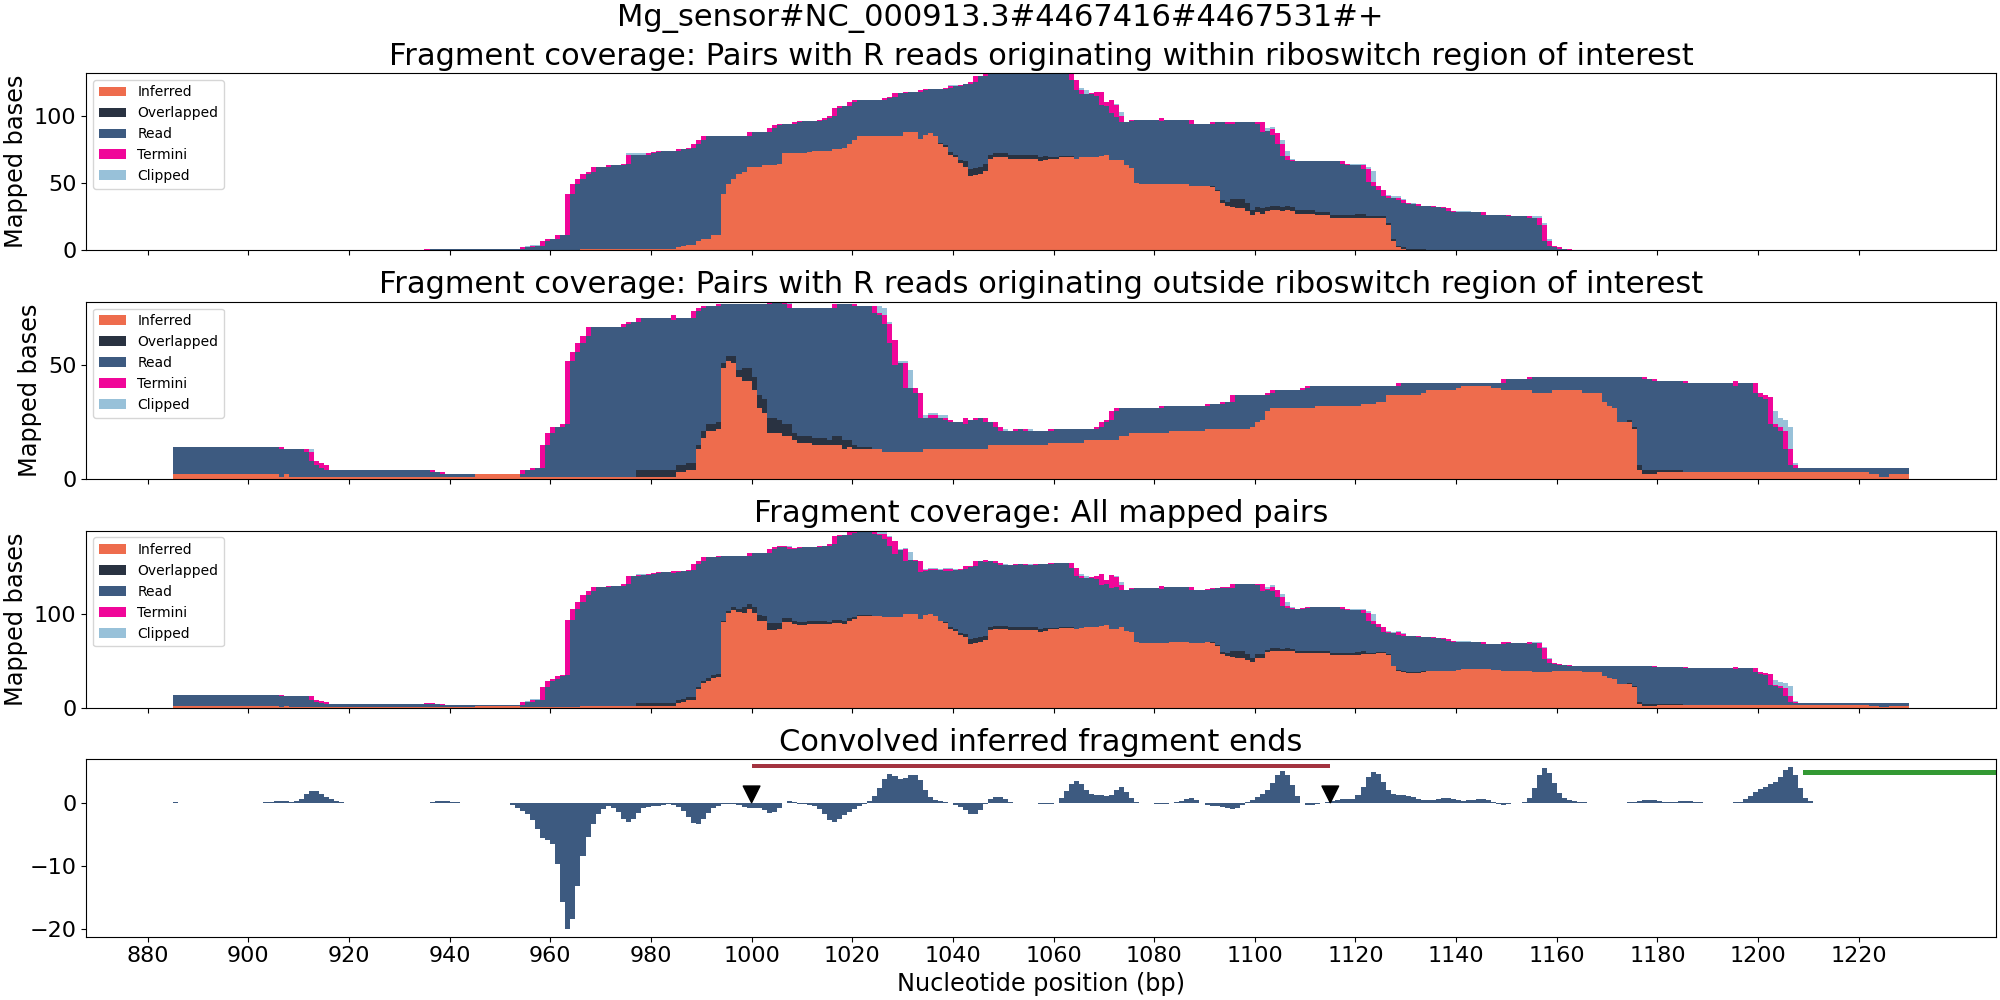 Mg_sensor#NC_000913.3#4467416#4467531#+
Fragment coverage: Pairs with R reads originating within riboswitch region of interest
Mapped bases
100
50
0
Inferred
Overlapped
Read
Termini
Clipped
Fragment coverage: Pairs with R reads originating outside riboswitch region of interest
Mapped bases
50
0
Inferred
Overlapped
Read
Termini
Clipped
Fragment coverage: All mapped pairs
Mapped bases
100
0
Inferred
Overlapped
Read
Termini
Clipped
Convolved inferred fragment ends
0
−10
−20
880 900 920 940 960 980 1000 1020 1040 1060 1080 1100 1120 1140 1160 1180 1200 1220
Nucleotide position (bp)